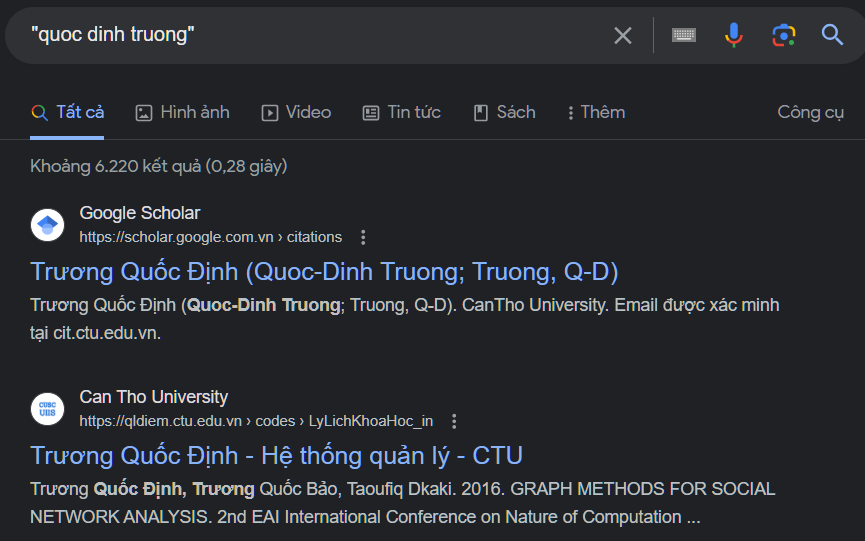 "quoc dinh truong"
Tất cả Hình ảnh Video Tin tức Sách Thêm Công cụ
Khoảng 6.220 kết quả (0,28 giây)
Google Scholar
https://scholar.google.com.vn › citations
Trương Quốc Định (Quoc-Dinh Truong; Truong, Q-D)
Trương Quốc Định (Quoc-Dinh Truong; Truong, Q-D). CanTho University. Email được xác minh
tại cit.ctu.edu.vn.
CUSC
UIIS
Can Tho University
https://qldiem.ctu.edu.vn › codes › LyLichKhoaHoc_in
Trương Quốc Định - Hệ thống quản lý - CTU
Trương Quốc Định, Trương Quốc Bảo, Taoufiq Dkaki. 2016. GRAPH METHODS FOR SOCIAL
NETWORK ANALYSIS. 2nd EAI International Conference on Nature of Computation ...